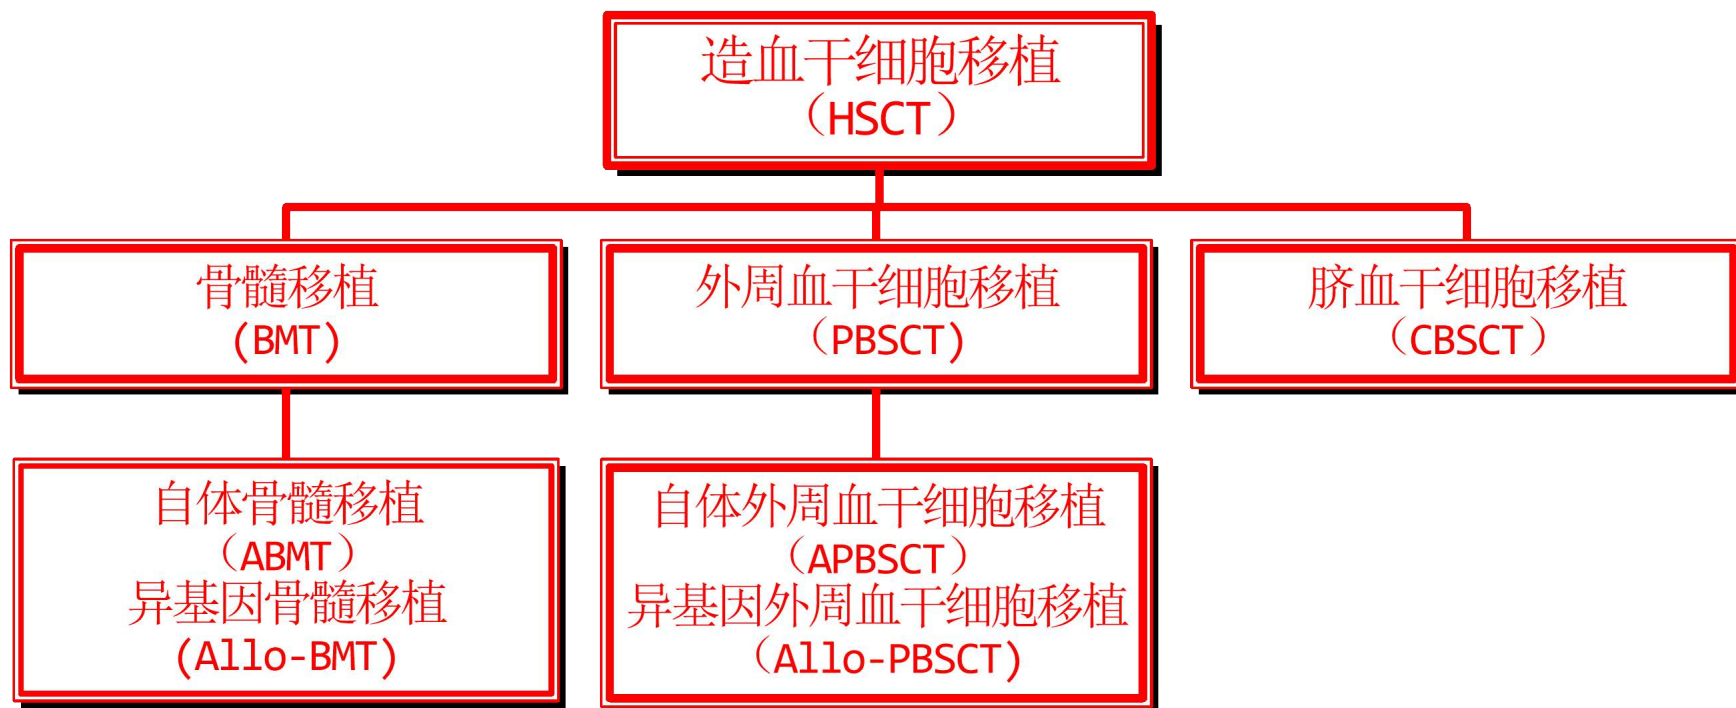 造血干细胞移植
（HSCT）
骨髓移植
(BMT)
外周血干细胞移植
（PBSCT)
脐血干细胞移植
（CBSCT）
自体骨髓移植
（ABMT）
异基因骨髓移植
(Allo-BMT)
自体外周血干细胞移植
（APBSCT）
异基因外周血干细胞移植
（Allo-PBSCT)